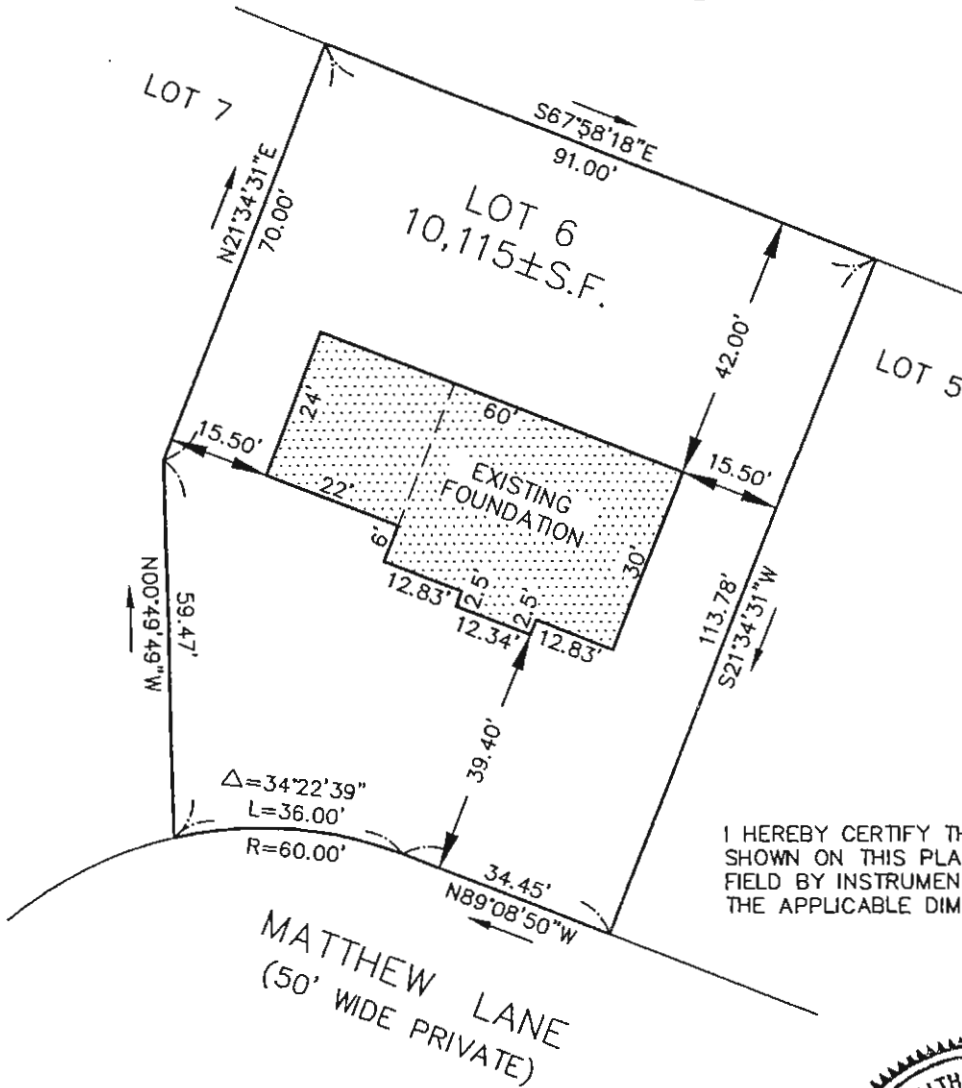 LOT 7
S67°58'18"E
91.00'
N21°34'31"E
70.00'
LOT 6
10,115±S.F.
42.00'
LOT 5
24'
60'
15.50'
15.50'
EXISTING
FOUNDATION
22'
6'
30'
12.83'
2.5'
12.34'
2.5'
12.83'
113.78'
S21°34'31"W
N00°49'49"W
59.47'
39.40'
△=34°22'39"
L=36.00'
R=60.00'
34.45'
N89°08'50"W
I HEREBY CERTIFY TH
SHOWN ON THIS PLA
FIELD BY INSTRUMEN
THE APPLICABLE DIM
MATTHEW LANE
(50' WIDE PRIVATE)